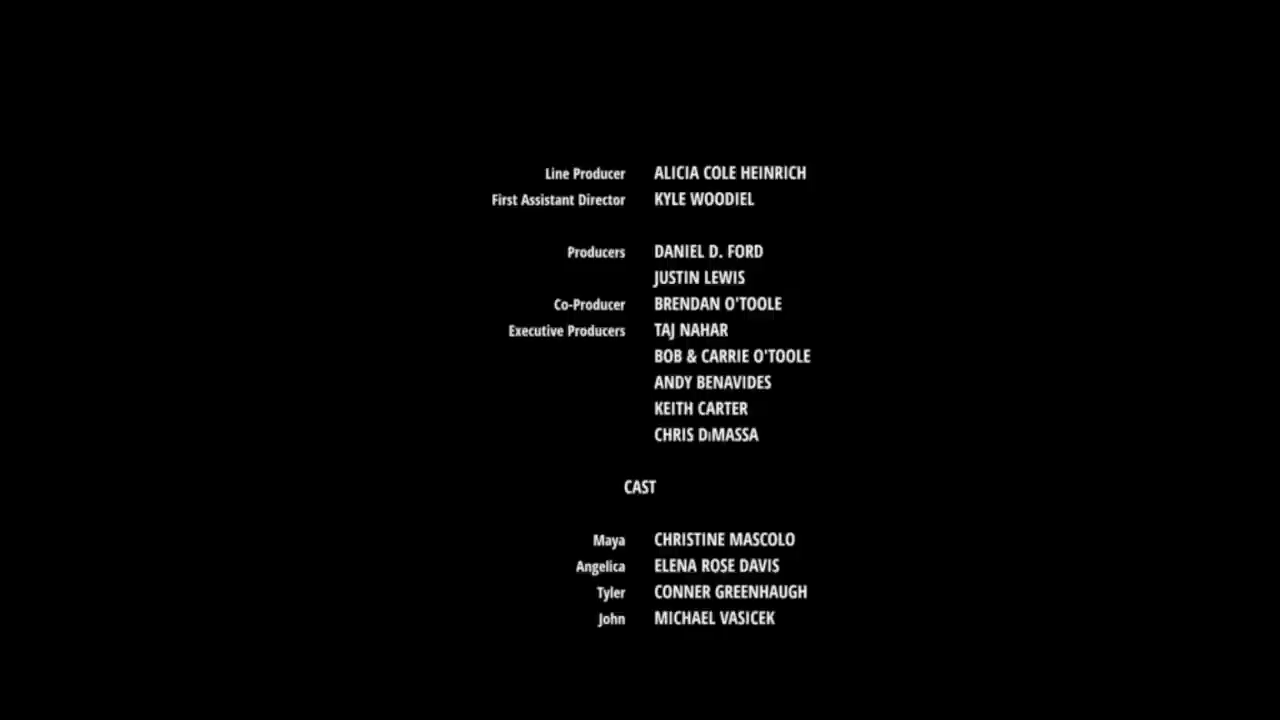 Line Producer ALICIA COLE HEINRICH
First Assistant Director KYLE WOODIEL
Producers DANIEL D. FORD
JUSTIN LEWIS
Co-Producer BRENDAN O'TOOLE
Executive Producers TAJ NAHAR
BOB & CARRIE O'TOOLE
ANDY BENAVIDES
KEITH CARTER
CHRIS DiMASSA
CAST
Maya CHRISTINE MASCOLO
Angelica ELENA ROSE DAVIS
Tyler CONNER GREENHAUGH
John MICHAEL VASICEK